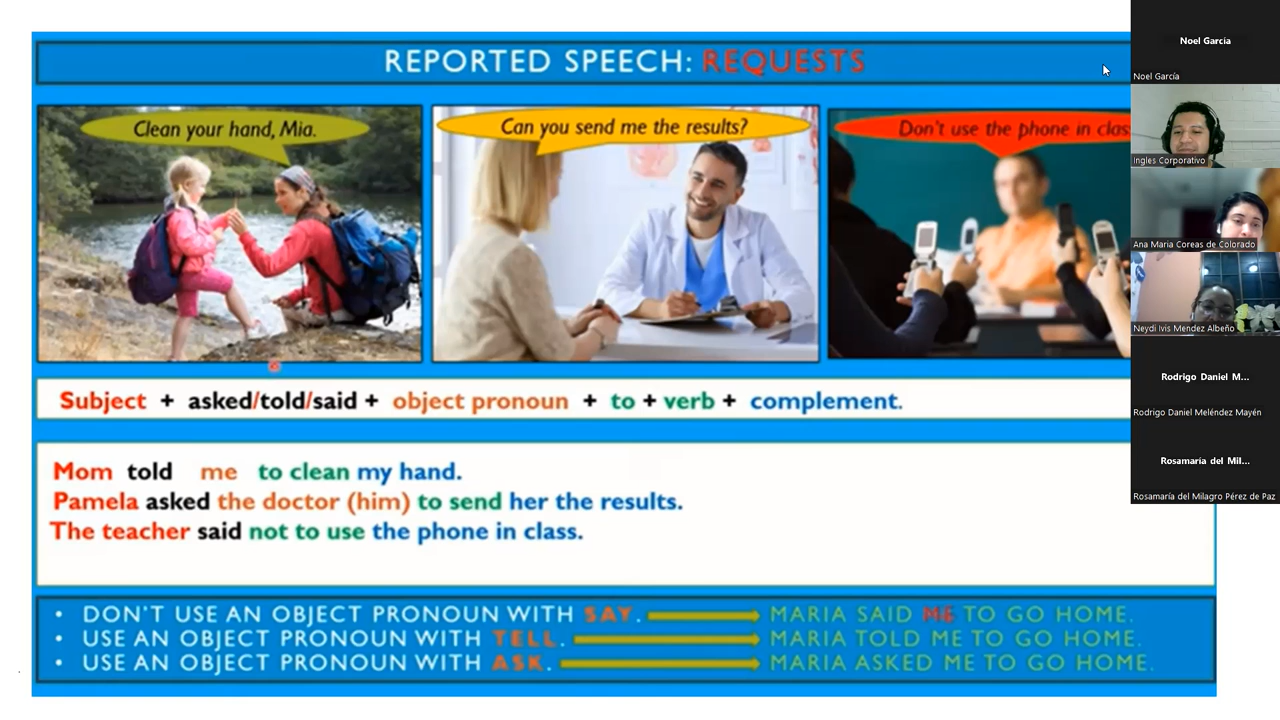 REPORTED SPEECH: REQUESTS
Clean your hand, Mia.
Can you send me the results?
Don't use the phone in clas
Subject + asked/told/said + object pronoun + to + verb + complement.
Mom told me to clean my hand.
Pamela asked the doctor (him) to send her the results.
The teacher said not to use the phone in class.
• DON'T USE AN OBJECT PRONOUN WITH SAY. MARIA SAID ME TO GO HOME.
• USE AN OBJECT PRONOUN WITH TELL. MARIA TOLD ME TO GO HOME.
• USE AN OBJECT PRONOUN WITH ASK. MARIA ASKED ME TO GO HOME.
Noel Garcia
Noel García
Ingles Corporativo
Ana Maria Coreas de Colorado
Neydi Ivis Mendez Albeño
Rodrigo Daniel M...
Rodrigo Daniel Meléndez Mayén
Rosamaria del Mil...
Rosamaría del Milagro Pérez de Paz